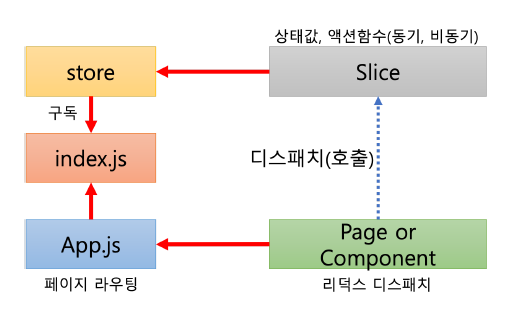 상태값, 액션함수(동기, 비동기)
store
Slice
구독
index.js
디스패치(호출)
App.js
Page or
Component
페이지 라우팅
리덕스 디스패치